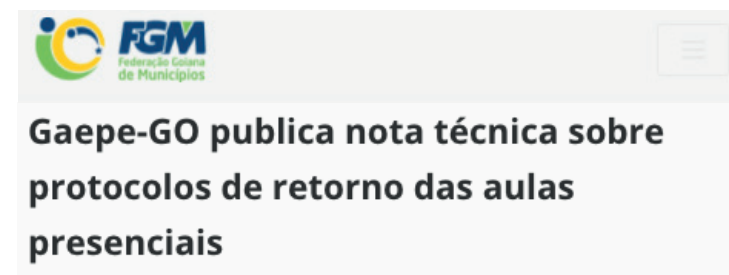 FGM
Federação Goiana
de Municípios
Gaepe-GO publica nota técnica sobre
protocolos de retorno das aulas
presenciais